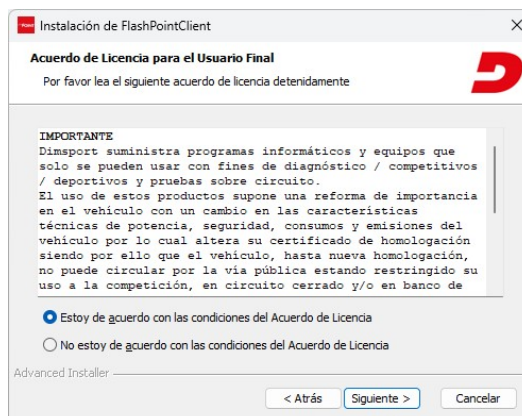 Instalación de FlashPointClient
Acuerdo de Licencia para el Usuario Final
Por favor lea el siguiente acuerdo de licencia detenidamente
IMPORTANTE
Dimsport suministra programas informáticos y equipos que
solo se pueden usar con fines de diagnóstico / competitivos
/ deportivos y pruebas sobre circuito.
El uso de estos productos supone una reforma de importancia
en el vehículo con un cambio en las características
técnicas de potencia, seguridad, consumos y emisiones del
vehículo por lo cual altera su certificado de homologación
siendo por ello que el vehículo, hasta nueva homologación,
no puede circular por la vía pública estando restringido su
uso a la competición, en circuito cerrado y/o en banco de
Estoy de acuerdo con las condiciones del Acuerdo de Licencia
No estoy de acuerdo con las condiciones del Acuerdo de Licencia
Advanced Installer
< Atrás
Siguiente >
Cancelar